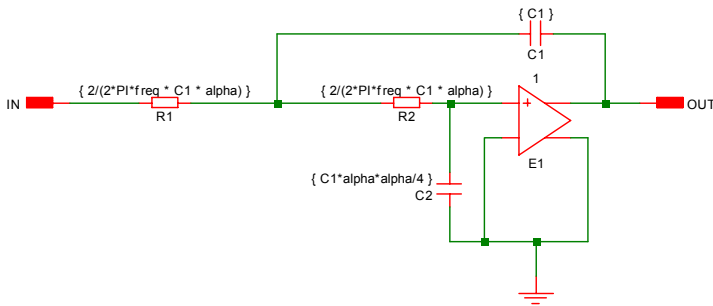 { C1 }
C1
{ 2/(2*PI*freq * C1 * alpha) }
{ 2/(2*PI*freq * C1 * alpha) }
1
IN
R1
R2
+
OUT
E1
{ C1*alpha*alpha/4 }
C2